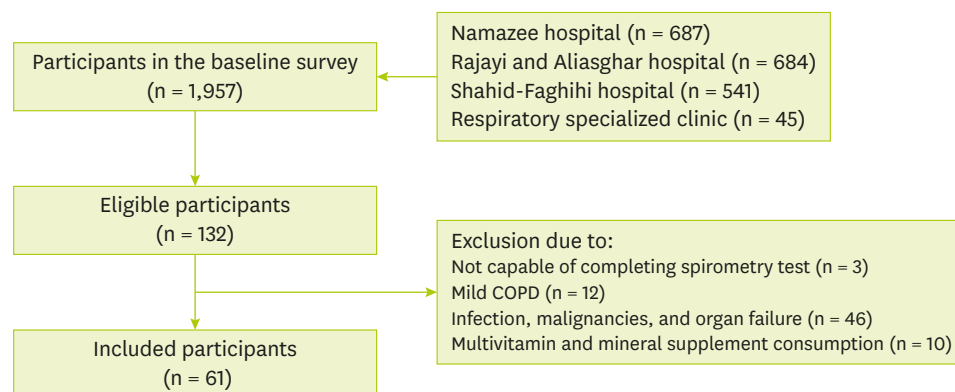 Participants in the baseline survey
(n = 1,957)
Namazee hospital (n = 687)
Rajayi and Aliasghar hospital (n = 684)
Shahid-Faghihi hospital (n = 541)
Respiratory specialized clinic (n = 45)
Eligible participants
(n = 132)
Exclusion due to:
Not capable of completing spirometry test (n = 3)
Mild COPD (n = 12)
Infection, malignancies, and organ failure (n = 46)
Multivitamin and mineral supplement consumption (n = 10)
Included participants
(n = 61)